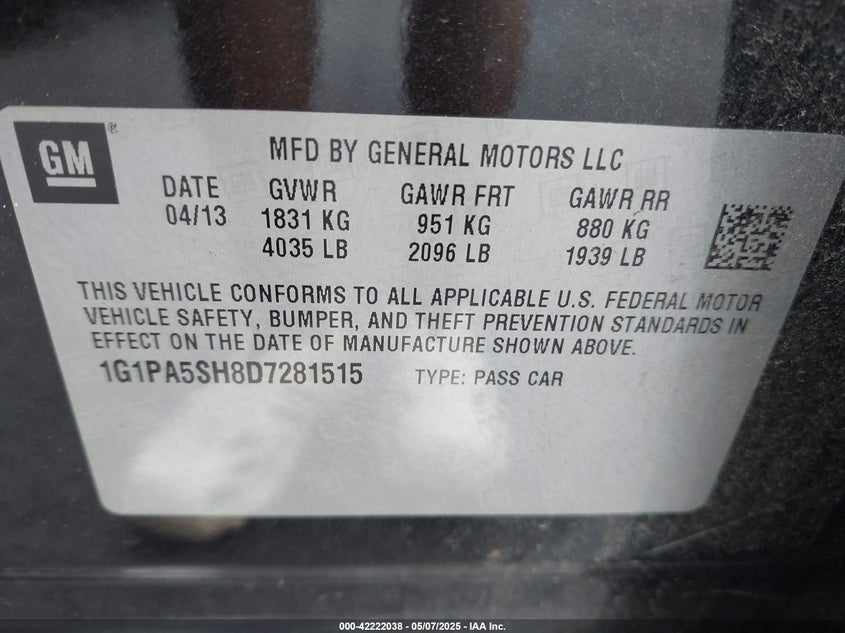 GM®
MFD BY GENERAL MOTORS LLC
DATE GVWR GAWR FRT GAWR RR
04/13 1831 KG 951 KG 880 KG
4035 LB 2096 LB 1939 LB
THIS VEHICLE CONFORMS TO ALL APPLICABLE U.S. FEDERAL MOTOR
VEHICLE SAFETY, BUMPER, AND THEFT PREVENTION STANDARDS IN
EFFECT ON THE DATE OF MANUFACTURE SHOWN ABOVE.
1G1PA5SH8D7281515 TYPE: PASS CAR
000-42222038 - 05/07/2025 - IAA Inc.